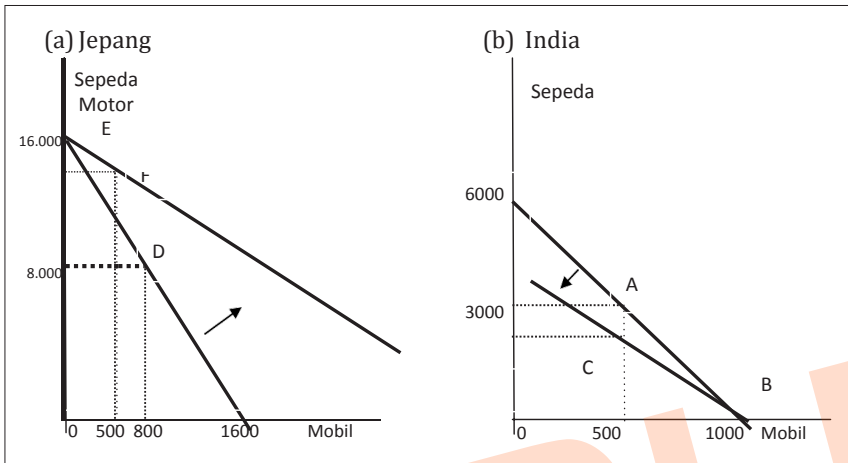 (a) Jepang
Sepeda
Motor
E
16.000
F
D
8.000
0 500 800 1600 Mobil
(b) India
Sepeda
6000
A
3000
C
B
0 500 1000 Mobil